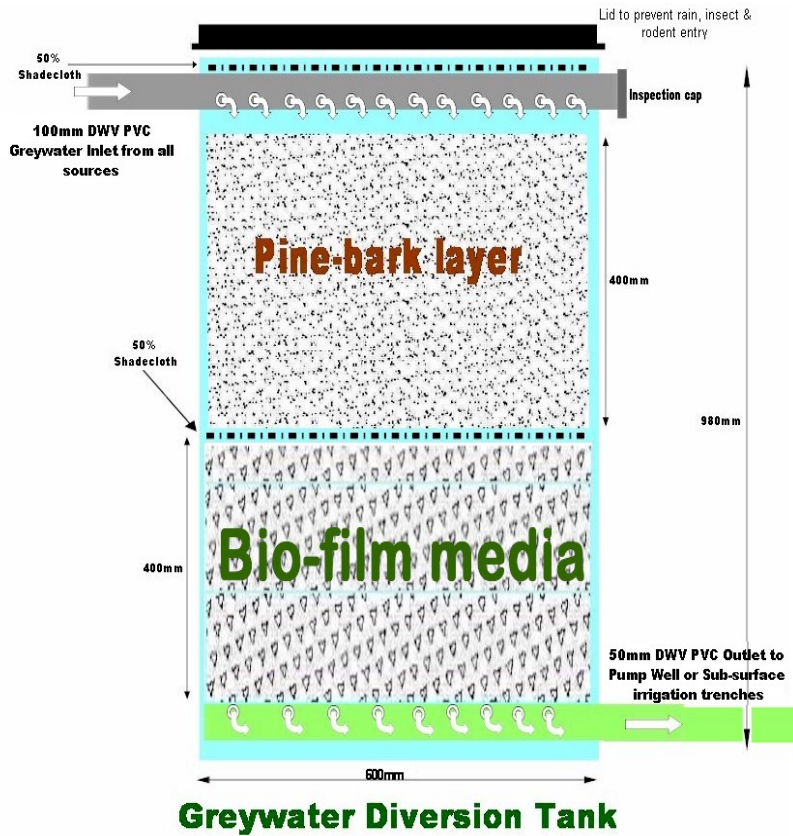 Lid to prevent rain, insect &
rodent entry
50%
Shadecloth
Inspection cap
100mm DWV PVC
Greywater Inlet from all
sources
Pine-bark layer
400mm
50%
Shadecloth
980mm
Bio-film media
400mm
50mm DWV PVC Outlet to
Pump Well or Sub-surface
irrigation trenches
600mm
Greywater Diversion Tank